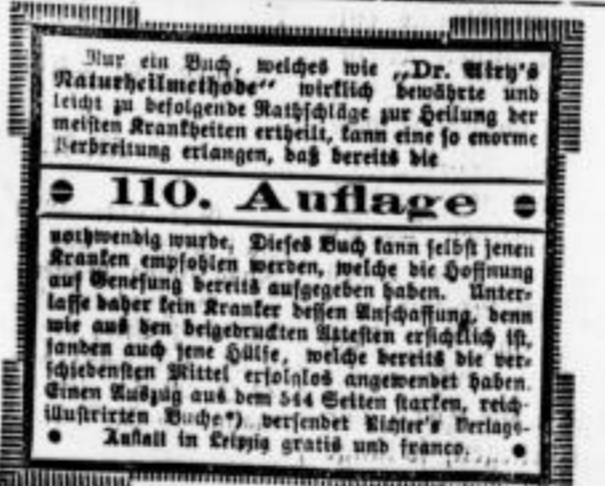 Nur ein Buch, welches wie „Dr. Airy's
Naturheilmethode“ wirklich bewährte und
leicht zu befolgende Rathschläge zur Heilung der
meisten Krankheiten ertheilt, kann eine so enorme
Verbreitung erlangen, daß bereits die
110. Auflage
nothwendig wurde. Dieses Buch kann selbst jenen
Kranken empfohlen werden, welche die Hoffnung
auf Genesung bereits aufgegeben haben. Unter-
lasse daher kein Kranker dessen Anschaffung, denn
wie aus den beigedruckten Attesten ersichtlich ist,
fanden auch jene Hülfe, welche bereits die ver-
schiedensten Mittel erfolglos angewendet haben.
Einen Auszug aus dem 544 Seiten starken, reich-
illustrirten Buche*) versendet Richter's Verlags-
Anstalt in Leipzig gratis und franco.